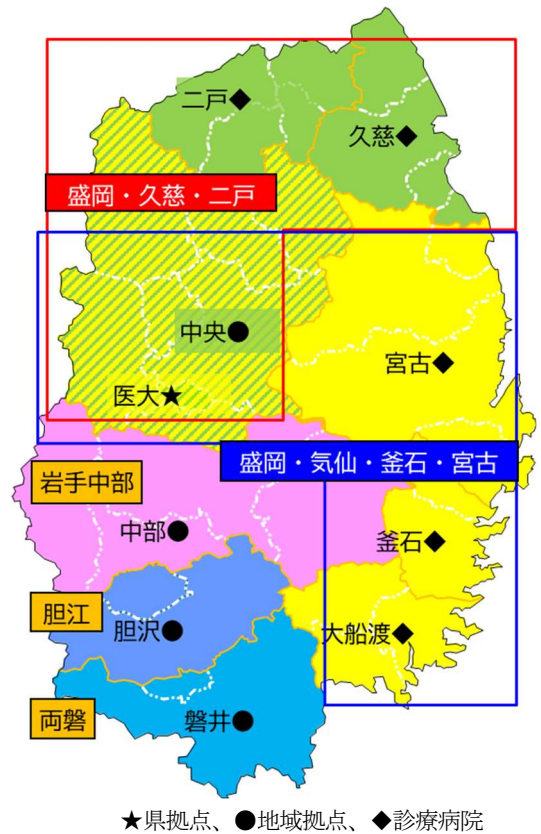 二戸◆
久慈◆
盛岡・久慈・二戸
中央●
宮古◆
医大★
盛岡・気仙・釜石・宮古
岩手中部
中部●
釜石◆
胆江
胆沢●
大船渡◆
両磐
磐井●
★県拠点、●地域拠点、◆診療病院